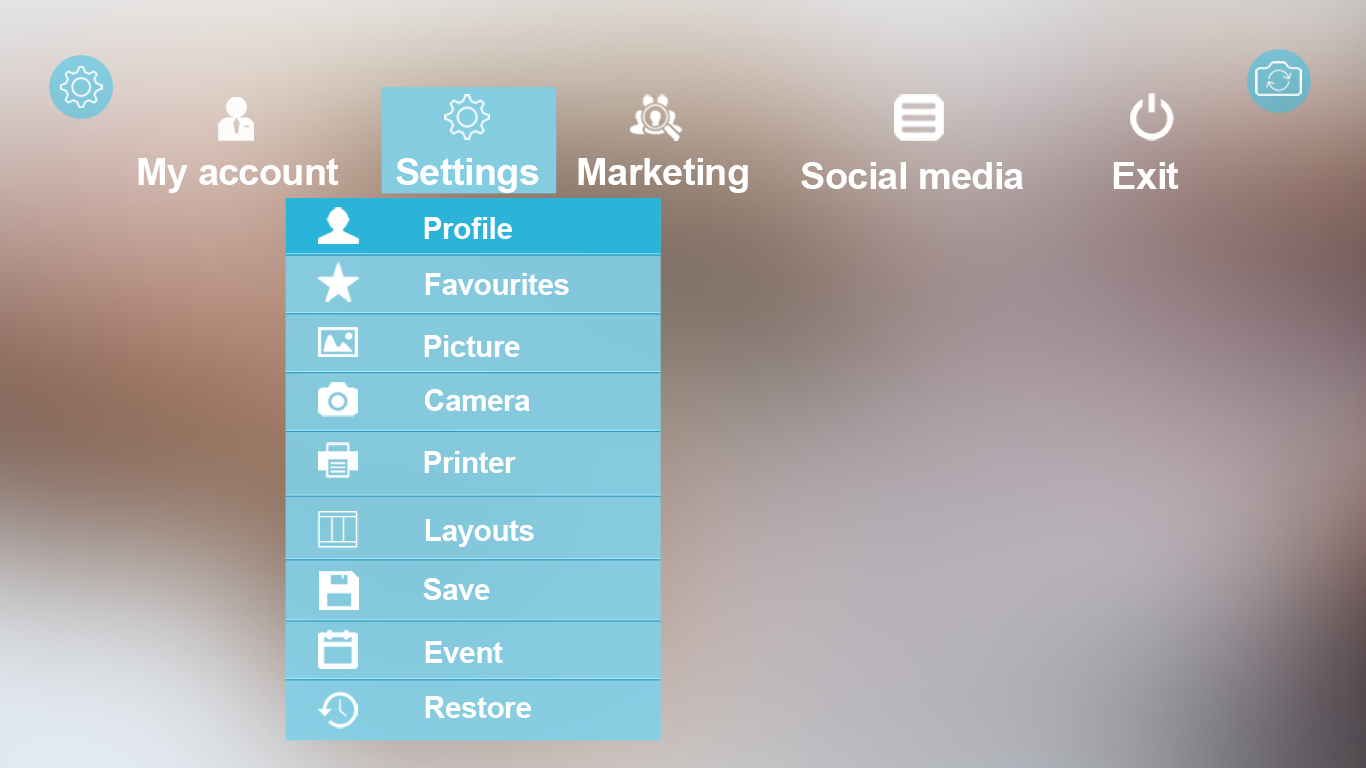 My account
Settings
Marketing
Social media
Exit
Profile
Favourites
Picture
Camera
Printer
Layouts
Save
Event
Restore